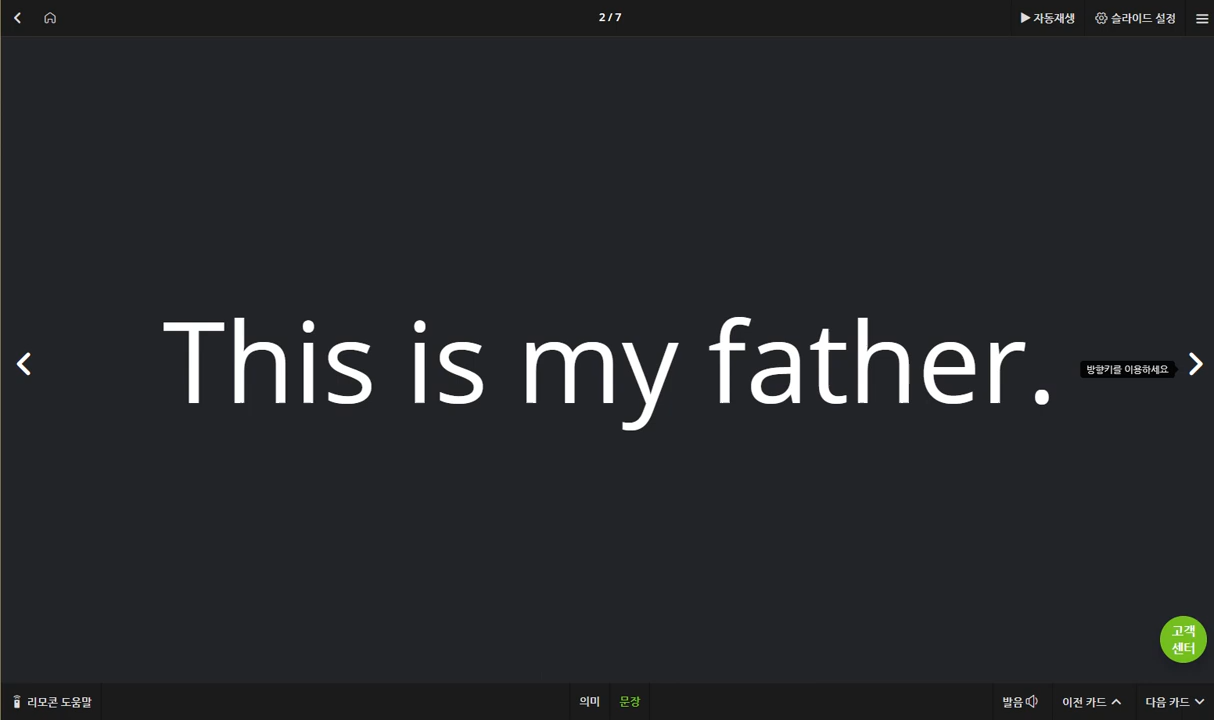 2 / 7
자동재생
슬라이드 설정
This is my father.
방향키를 이용하세요
고객
센터
리모콘 도움말
의미
문장
발음
이전 카드
다음 카드